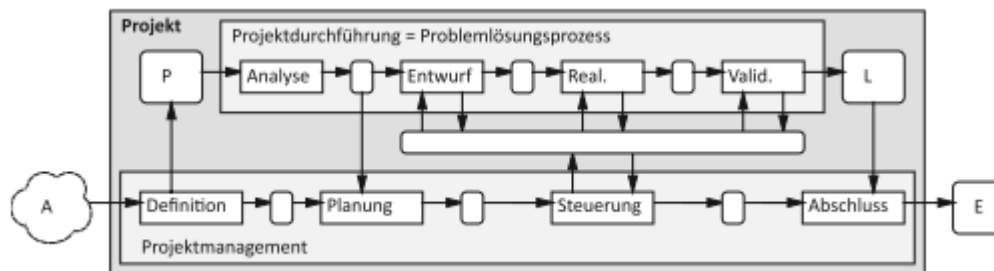 Projekt
Projektdurchführung = Problemlösungsprozess
P
Analyse
Entwurf
Real.
Valid.
L
A
Definition
Planung
Steuerung
Abschluss
E
Projektmanagement